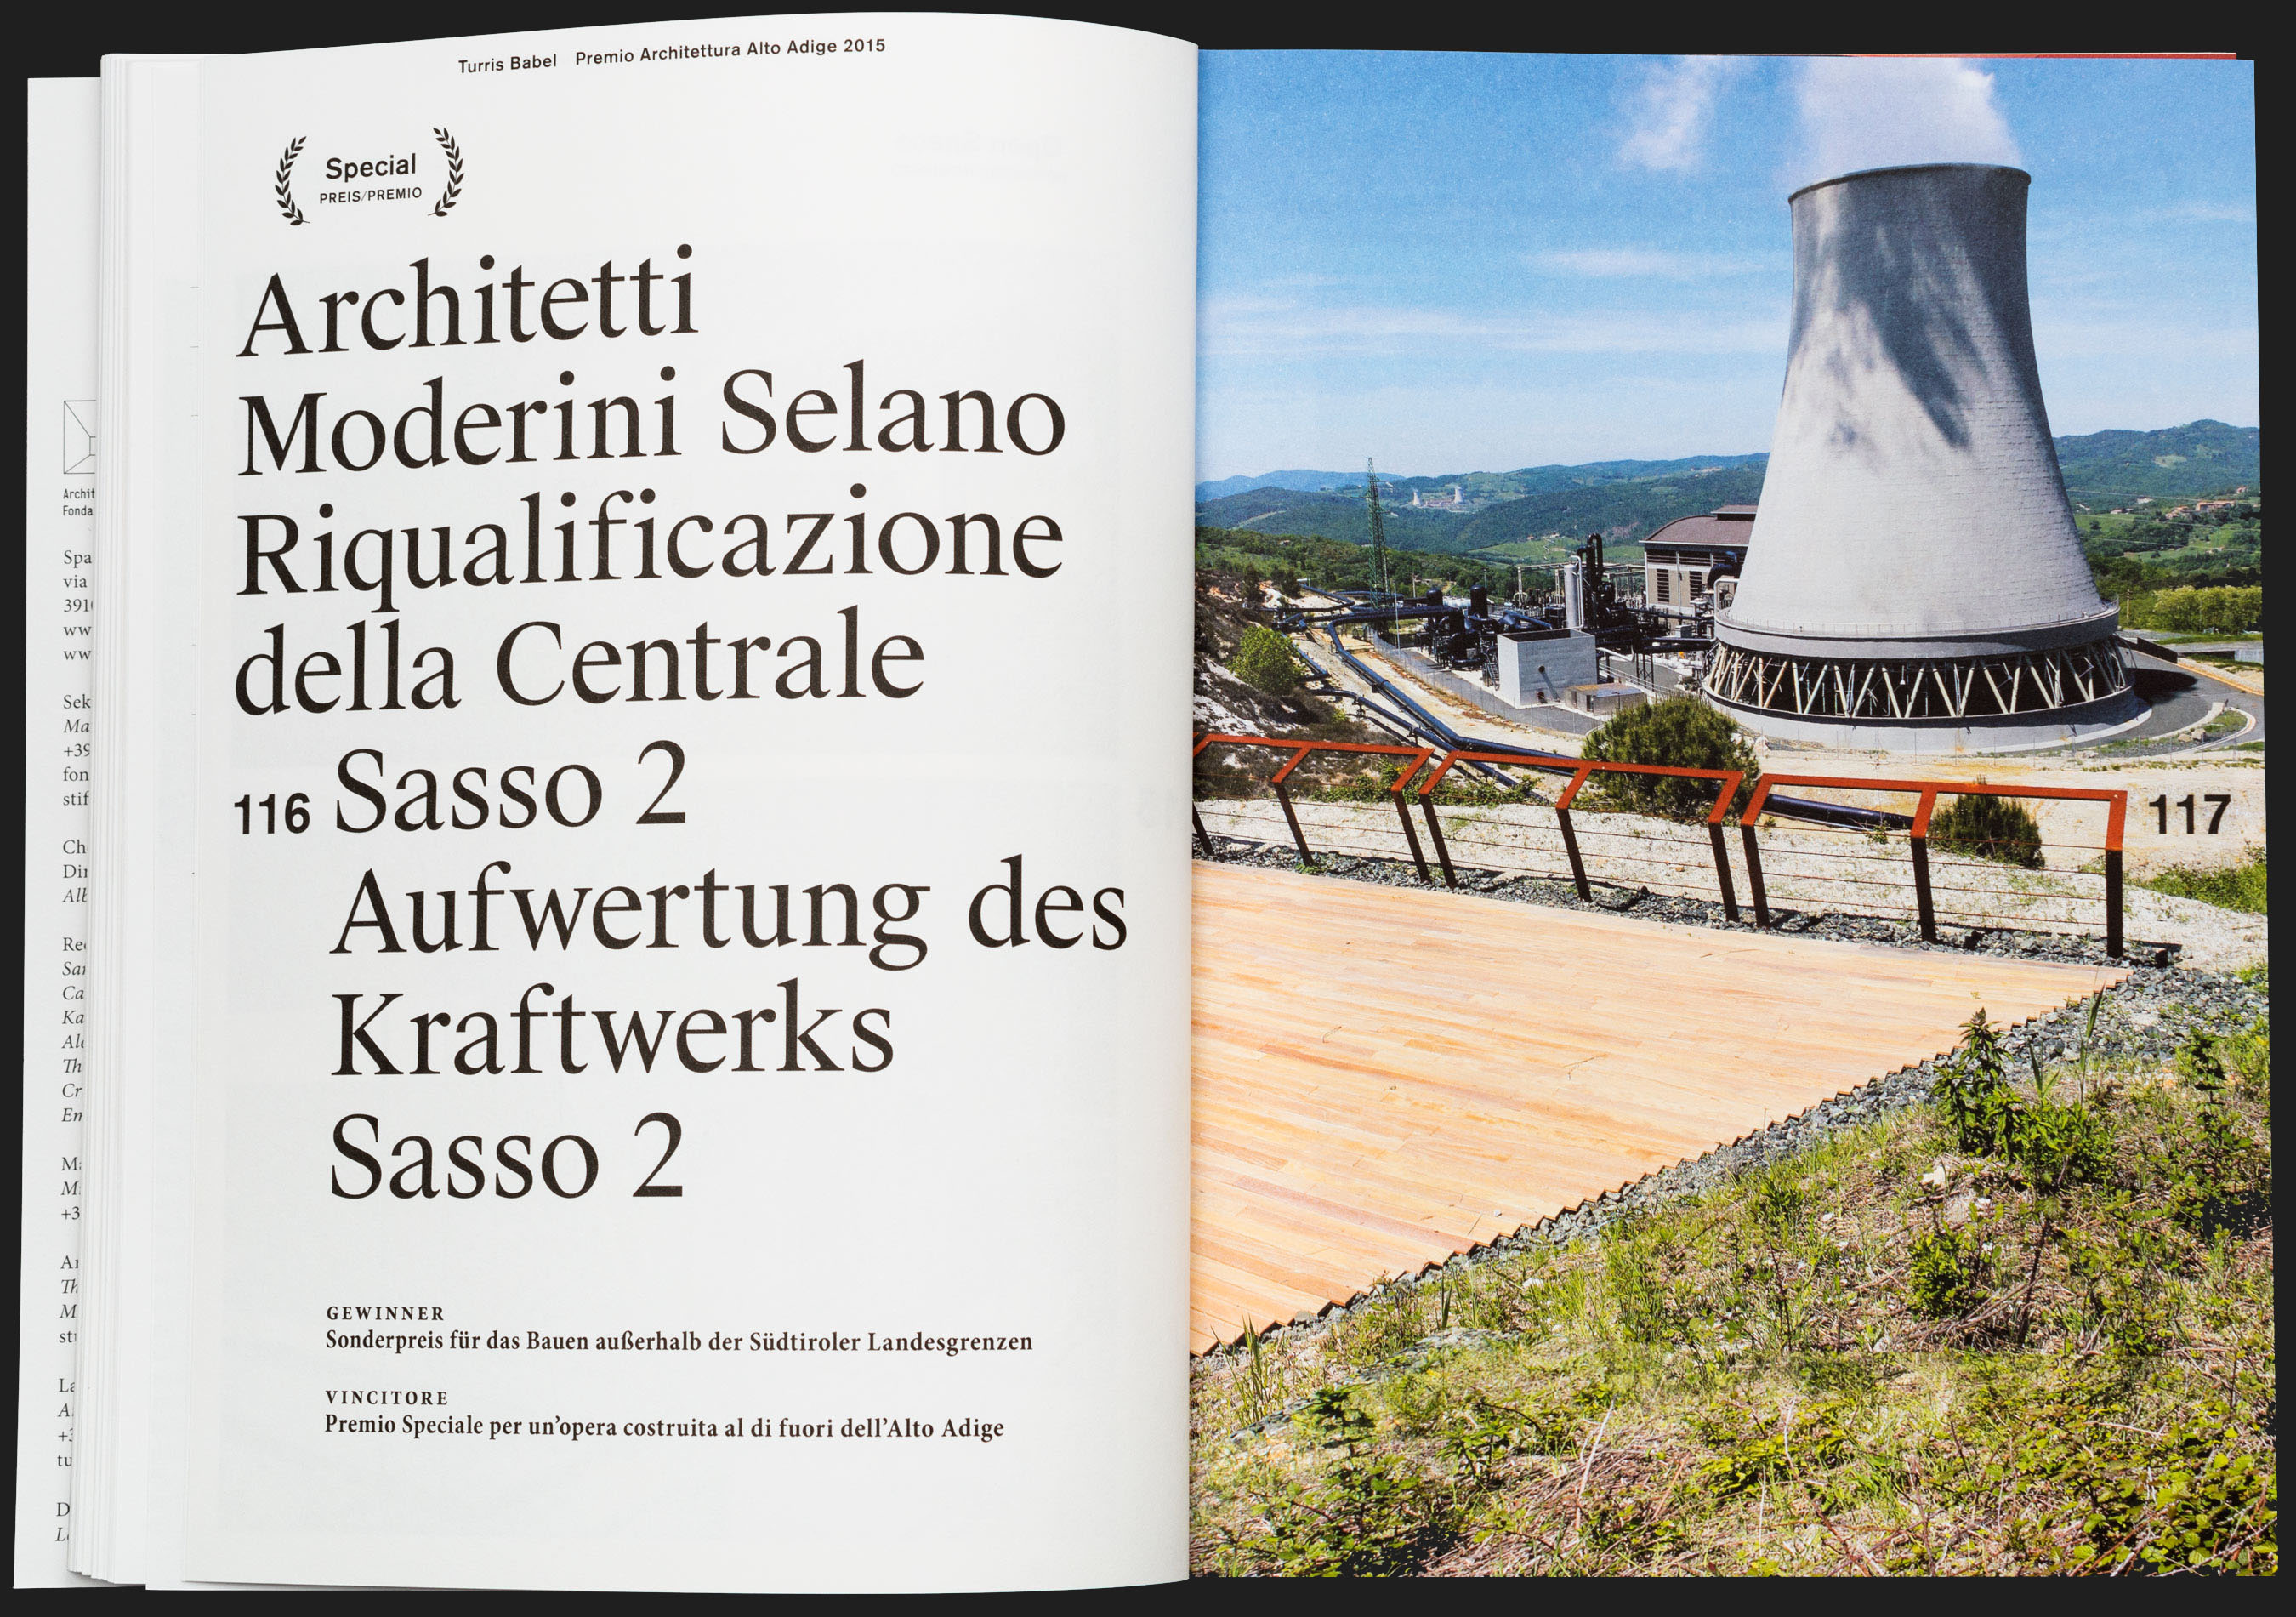 Turris Babel Premio Architettura Alto Adige 2015
Special
PREIS/PREMIO
Architetti
Moderini Selano
Riqualificazione
della Centrale
116 Sasso 2
Aufwertung des
Kraftwerks
Sasso 2
GEWINNER
Sonderpreis für das Bauen außerhalb der Südtiroler Landesgrenzen
VINCITORE
Premio Speciale per un’opera costruita al di fuori dell’Alto Adige
117